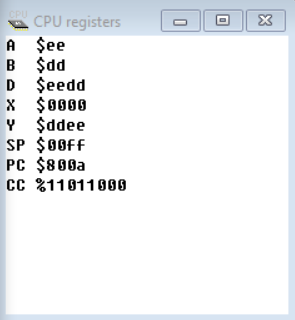 CPU registers
A $ee
B $dd
D $eedd
X $0000
Y $ddee
SP $00ff
PC $800a
CC %11011000